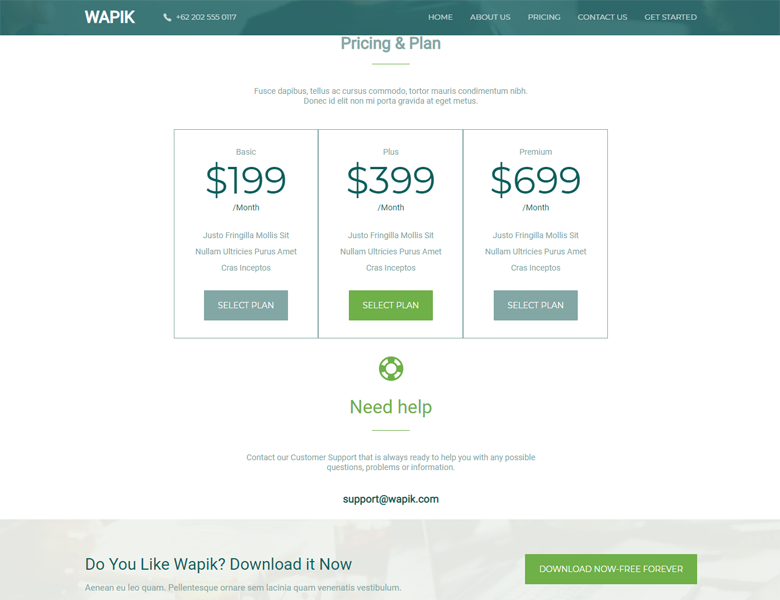 WAPIK
+62 202 555 0117
HOME ABOUT US PRICING CONTACT US GET STARTED
Pricing & Plan
Fusce dapibus, tellus ac cursus commodo, tortor mauris condimentum nibh.
Donec id elit non mi porta gravida at eget metus.
Basic
$199
/Month
Justo Fringilla Mollis Sit
Nullam Ultricies Purus Amet
Cras Inceptos
SELECT PLAN
Plus
$399
/Month
Justo Fringilla Mollis Sit
Nullam Ultricies Purus Amet
Cras Inceptos
SELECT PLAN
Premium
$699
/Month
Justo Fringilla Mollis Sit
Nullam Ultricies Purus Amet
Cras Inceptos
SELECT PLAN
Need help
Contact our Customer Support that is always ready to help you with any possible
questions, problems or information.
support@wapik.com
Do You Like Wapik? Download it Now
Aenean eu leo quam. Pellentesque ornare sem lacinia quam venenatis vestibulum.
DOWNLOAD NOW-FREE FOREVER